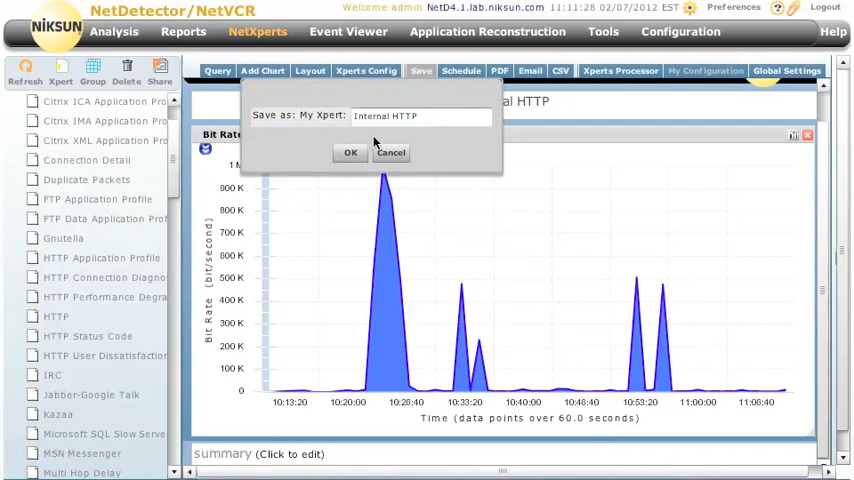 NetDetector/NetVCR
Welcome admin NetD4.1.lab.niksun.com 11:11:28 02/07/2012 EST
Preferences
Logout
NIKSUN
Analysis
Reports
NetXperts
Event Viewer
Application Reconstruction
Tools
Configuration
Help
Refresh
Xpert
Group
Delete
Share
Query
Add Chart
Layout
Xperts Config
Save
Schedule
PDF
Email
CSV
Xperts Processor
My Configuration
Global Settings
Citrix ICA Application Pro
Citrix IMA Application Pro
Citrix XML Application Pro
Connection Detail
Duplicate Packets
FTP Application Profile
FTP Data Application Prof
Gnutella
HTTP Application Profile
HTTP Connection Diagno
HTTP Performance Degra
HTTP
HTTP Status Code
HTTP User Dissatisfaction
IRC
Jabber-Google Talk
Kazaa
Microsoft SQL Slow Serve
MSN Messenger
Multi Hop Delay
al HTTP
Save as: My Xpert: Internal HTTP
OK
Cancel
Bit Rate
Bit Rate (bit/second)
1 M
900 K
800 K
700 K
600 K
500 K
400 K
300 K
200 K
100 K
0
10:13:20
10:20:00
10:26:40
10:33:20
10:40:00
10:46:40
10:53:20
11:00:00
11:06:40
Time (data points over 60.0 seconds)
summary (Click to edit)